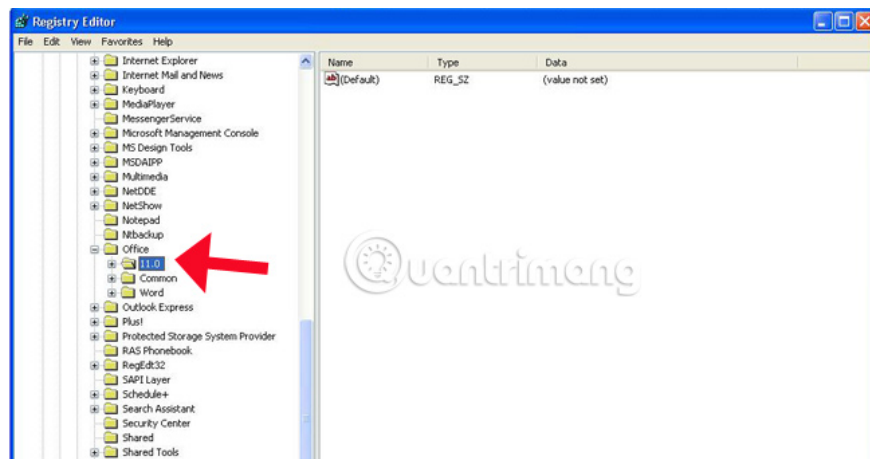 Registry Editor
File Edit View Favorites Help
Internet Explorer
Internet Mail and News
Keyboard
MediaPlayer
MessengerService
Microsoft Management Console
MS Design Tools
MSDAIPP
Multimedia
NetDDE
NetShow
Notepad
Ntbackup
Office
11.0
Common
Word
Outlook Express
Plus!
Protected Storage System Provider
RAS Phonebook
RegEdt32
SAPI Layer
Schedule+
Search Assistant
Security Center
Shared
Shared Tools
Name Type Data
(Default) REG_SZ (value not set)
Quantrimang